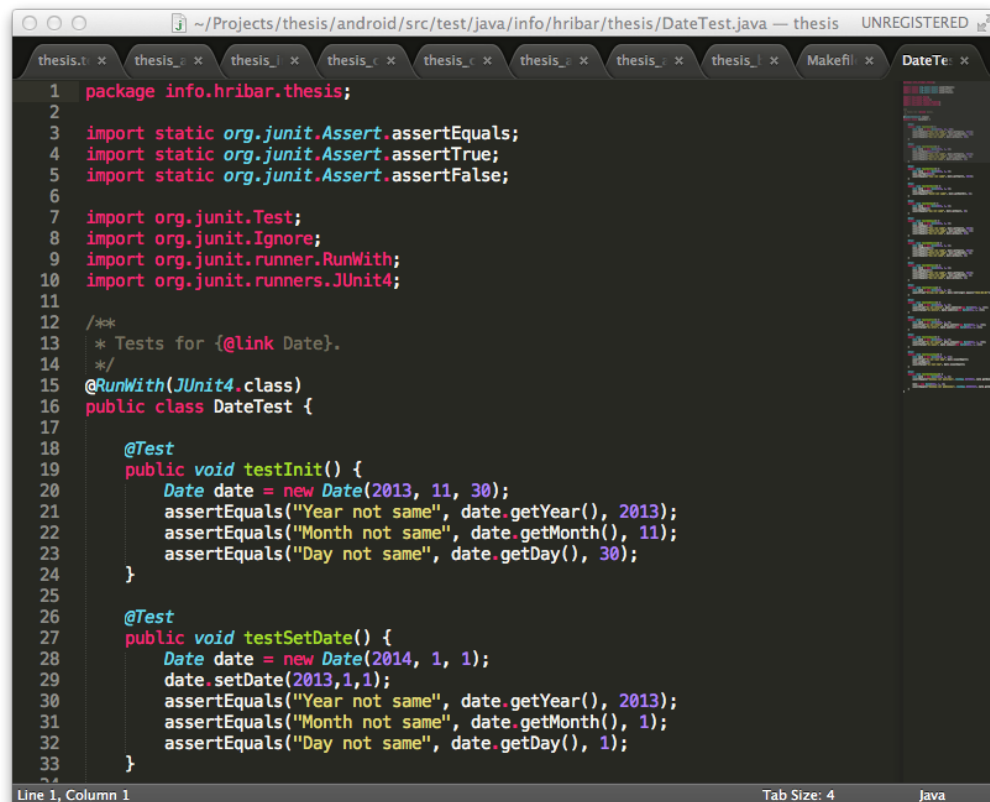 ~/Projects/thesis/android/src/test/java/info/hribar/thesis/DateTest.java — thesis UNREGISTERED
thesis.t thesis_a thesis_i thesis_c thesis_c thesis_a thesis_a thesis_b Makefil DateTe
1 package info.hribar.thesis;
2
3 import static org.junit.Assert.assertEquals;
4 import static org.junit.Assert.assertTrue;
5 import static org.junit.Assert.assertFalse;
6
7 import org.junit.Test;
8 import org.junit.Ignore;
9 import org.junit.runner.RunWith;
10 import org.junit.runners.JUnit4;
11
12 /**
13  * Tests for {@link Date}.
14  */
15 @RunWith(JUnit4.class)
16 public class DateTest {
17
18     @Test
19     public void testInit() {
20         Date date = new Date(2013, 11, 30);
21         assertEquals("Year not same", date.getYear(), 2013);
22         assertEquals("Month not same", date.getMonth(), 11);
23         assertEquals("Day not same", date.getDay(), 30);
24     }
25
26     @Test
27     public void testSetDate() {
28         Date date = new Date(2014, 1, 1);
29         date.setDate(2013,1,1);
30         assertEquals("Year not same", date.getYear(), 2013);
31         assertEquals("Month not same", date.getMonth(), 1);
32         assertEquals("Day not same", date.getDay(), 1);
33     }
Line 1, Column 1 Tab Size: 4 Java